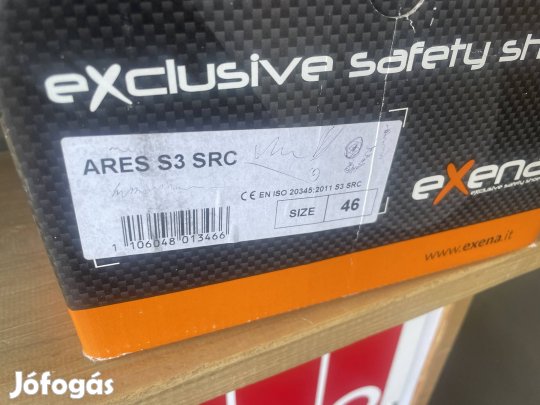 eXclusive safety sh
ARES S3 SRC
CE EN ISO 20345:2011 S3 SRC
SIZE 46
1 106048 013466
eXena
exclusive safety sho
www.exena.it
Jófogás